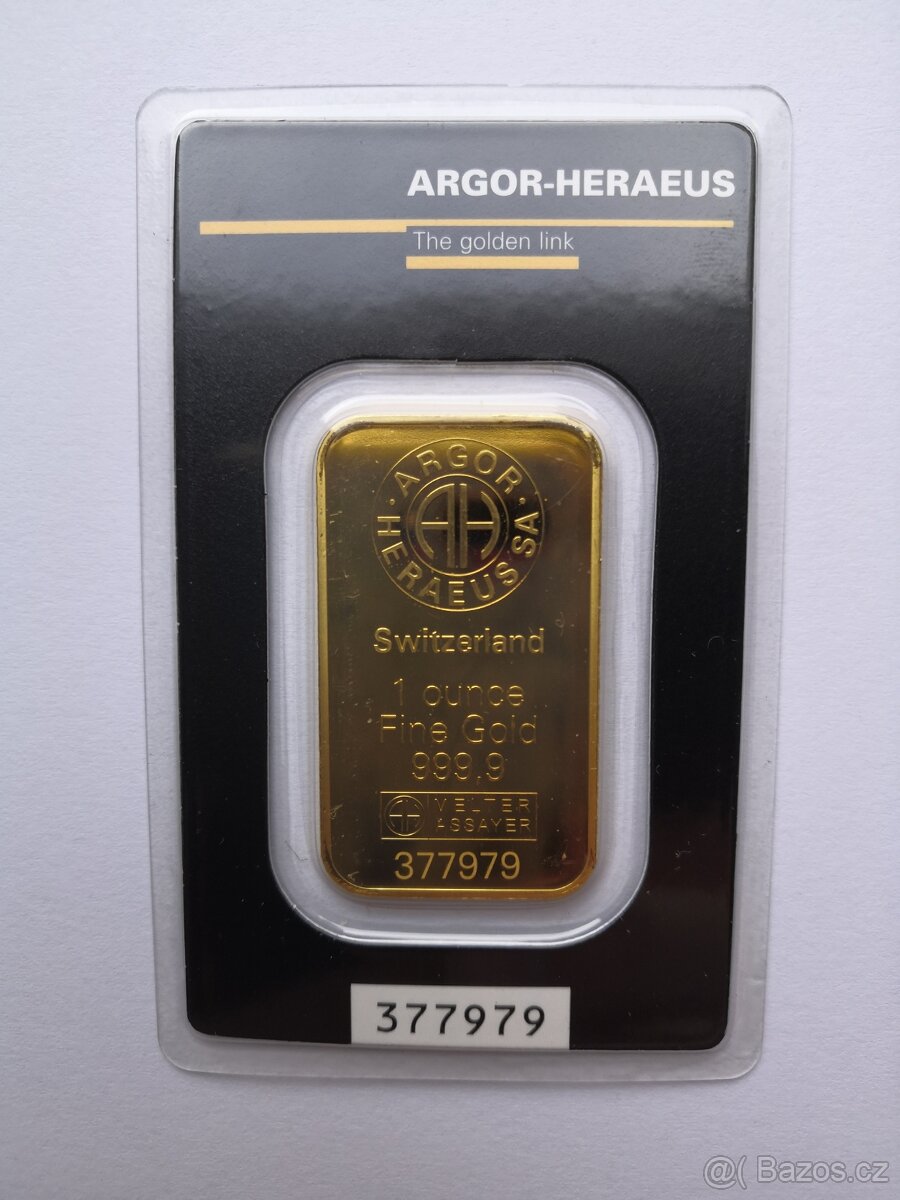 ARGOR-HERAEUS
The golden link
· ARGOR ·
HERAEUS SA
AH
Switzerland
1 ounce
Fine Gold
999.9
MELTER
ASSAYER
377979
377979
@( Bazos.cz